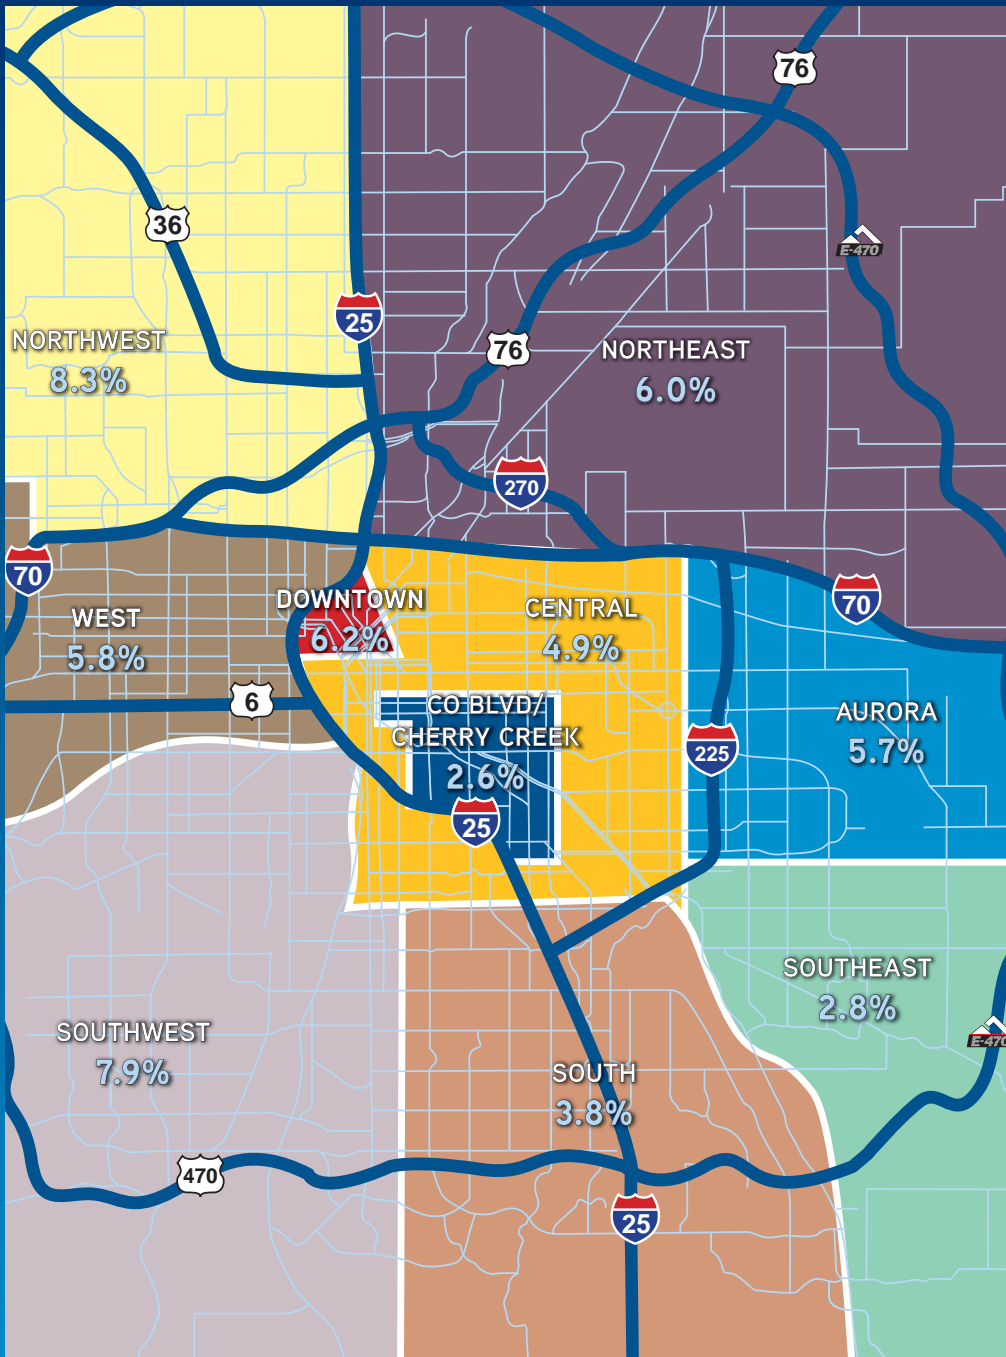 76
36
E-470
25
NORTHWEST
8.3%
76
NORTHEAST
6.0%
270
70
70
DOWNTOWN
6.2%
CENTRAL
4.9%
WEST
5.8%
6
CO BLVD/
CHERRY CREEK
2.6%
AURORA
5.7%
225
25
SOUTHEAST
2.8%
SOUTHWEST
7.9%
E-470
SOUTH
3.8%
470
25